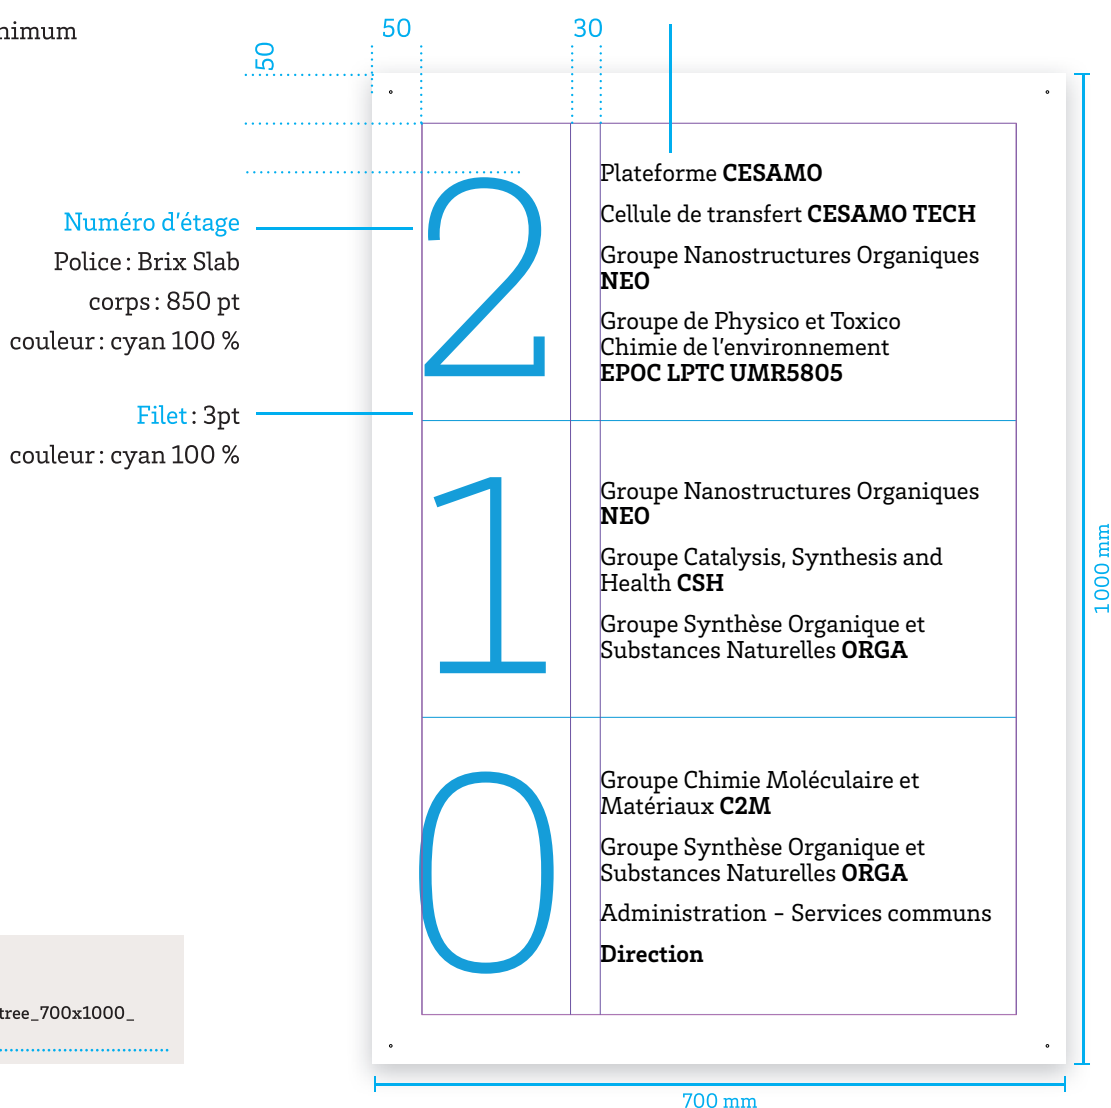 nimum
50
50
30
Numéro d’étage
Police : Brix Slab
corps : 850 pt
couleur : cyan 100 %
Filet : 3pt
couleur : cyan 100 %
2
Plateforme CESAMO
Cellule de transfert CESAMO TECH
Groupe Nanostructures Organiques
NEO
Groupe de Physico et Toxico
Chimie de l’environnement
EPOC LPTC UMR5805
1
Groupe Nanostructures Organiques
NEO
Groupe Catalysis, Synthesis and
Health CSH
Groupe Synthèse Organique et
Substances Naturelles ORGA
0
Groupe Chimie Moléculaire et
Matériaux C2M
Groupe Synthèse Organique et
Substances Naturelles ORGA
Administration – Services communs
Direction
1000 mm
700 mm
tree_700x1000_